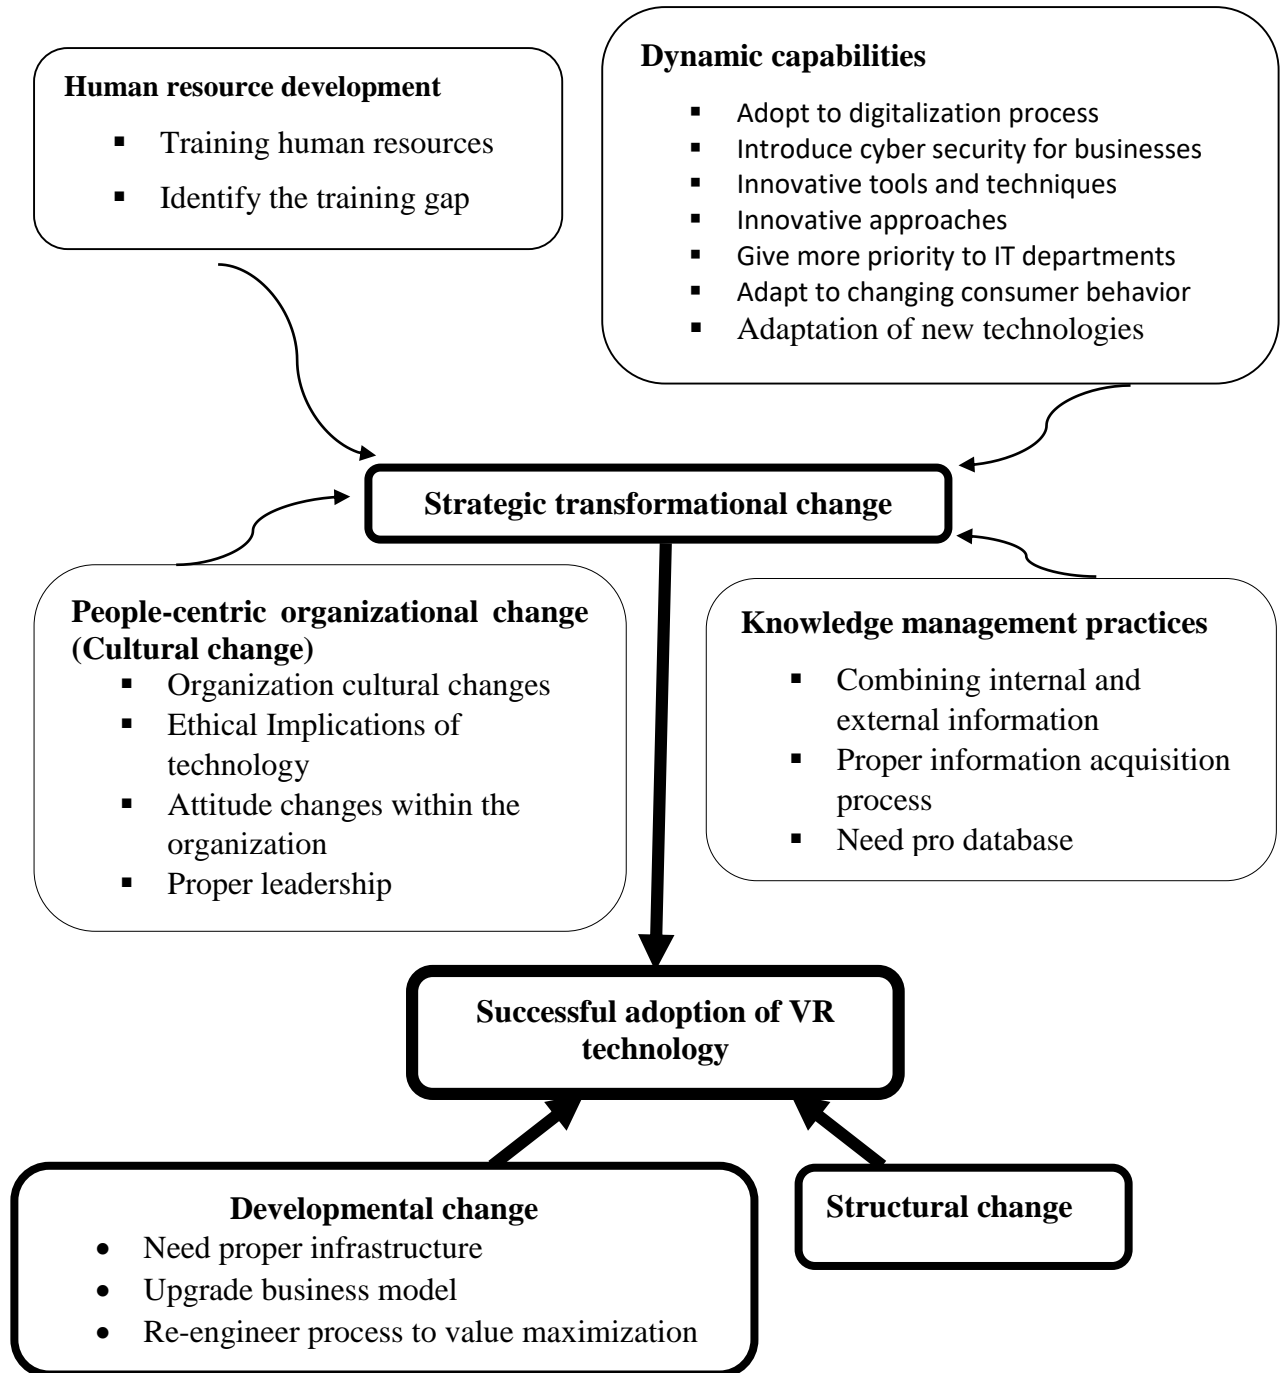 Human resource development
▪ Training human resources
▪ Identify the training gap
Dynamic capabilities
▪ Adopt to digitalization process
▪ Introduce cyber security for businesses
▪ Innovative tools and techniques
▪ Innovative approaches
▪ Give more priority to IT departments
▪ Adapt to changing consumer behavior
▪ Adaptation of new technologies
Strategic transformational change
People-centric organizational change
(Cultural change)
▪ Organization cultural changes
▪ Ethical Implications of
technology
▪ Attitude changes within the
organization
▪ Proper leadership
Knowledge management practices
▪ Combining internal and
external information
▪ Proper information acquisition
process
▪ Need pro database
Successful adoption of VR
technology
Developmental change
• Need proper infrastructure
• Upgrade business model
• Re-engineer process to value maximization
Structural change